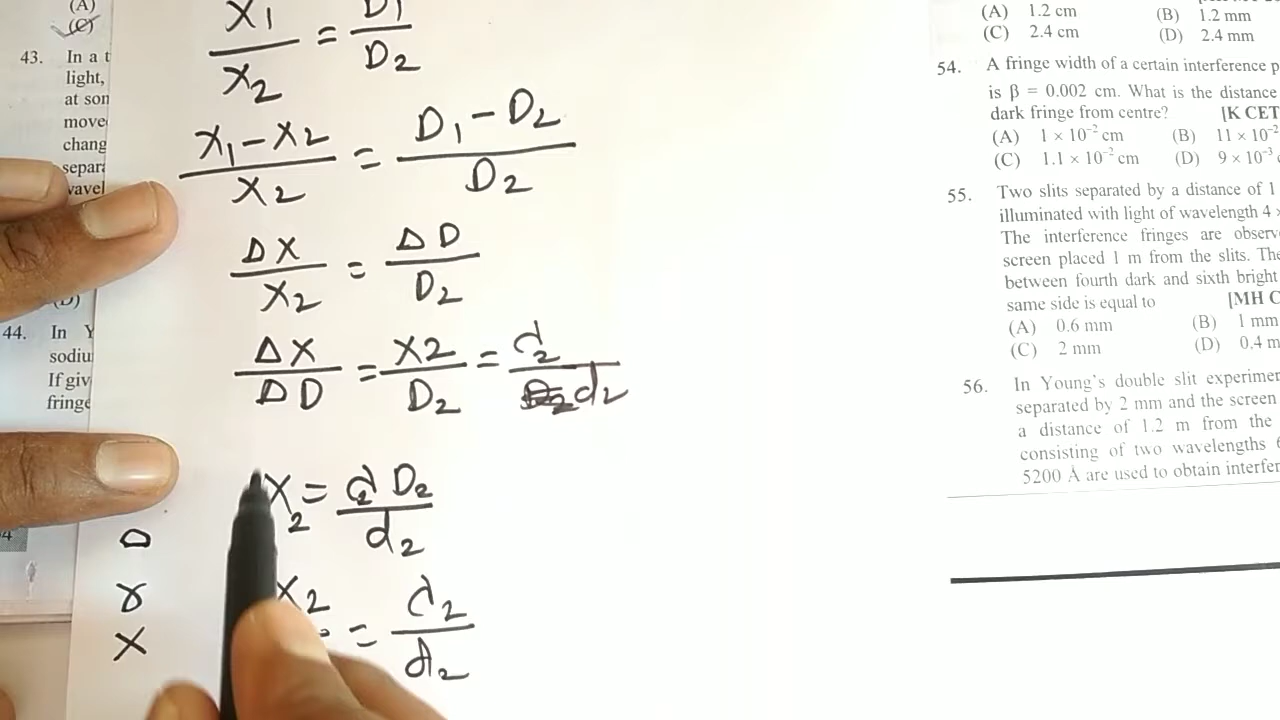 (A)
(C)
43. In a t
light,
at som
move
chang
separ
wavel
(D)
44. In Y
sodiu
If giv
fringe
X1/X2 = D1/D2
X1-X2/X2 = D1-D2/D2
ΔX/X2 = ΔD/D2
ΔX/ΔD = X2/D2 = λ2/d2
X2 = λ2 D2/d2
X2 = λ2/d2
Δ
γ
X
(A) 1.2 cm (B) 1.2 mm
(C) 2.4 cm (D) 2.4 mm
54. A fringe width of a certain interference p
is β = 0.002 cm. What is the distance
dark fringe from centre? [K CET
(A) 1 × 10⁻² cm (B) 11 × 10⁻²
(C) 1.1 × 10⁻² cm (D) 9 × 10⁻³ c
55. Two slits separated by a distance of 1
illuminated with light of wavelength 4 ×
The interference fringes are observe
screen placed 1 m from the slits. The
between fourth dark and sixth bright
same side is equal to [MH C
(A) 0.6 mm (B) 1 mm
(C) 2 mm (D) 0.4 m
56. In Young's double slit experimen
separated by 2 mm and the screen
a distance of 1.2 m from the
consisting of two wavelengths 6
5200 Å are used to obtain interfer